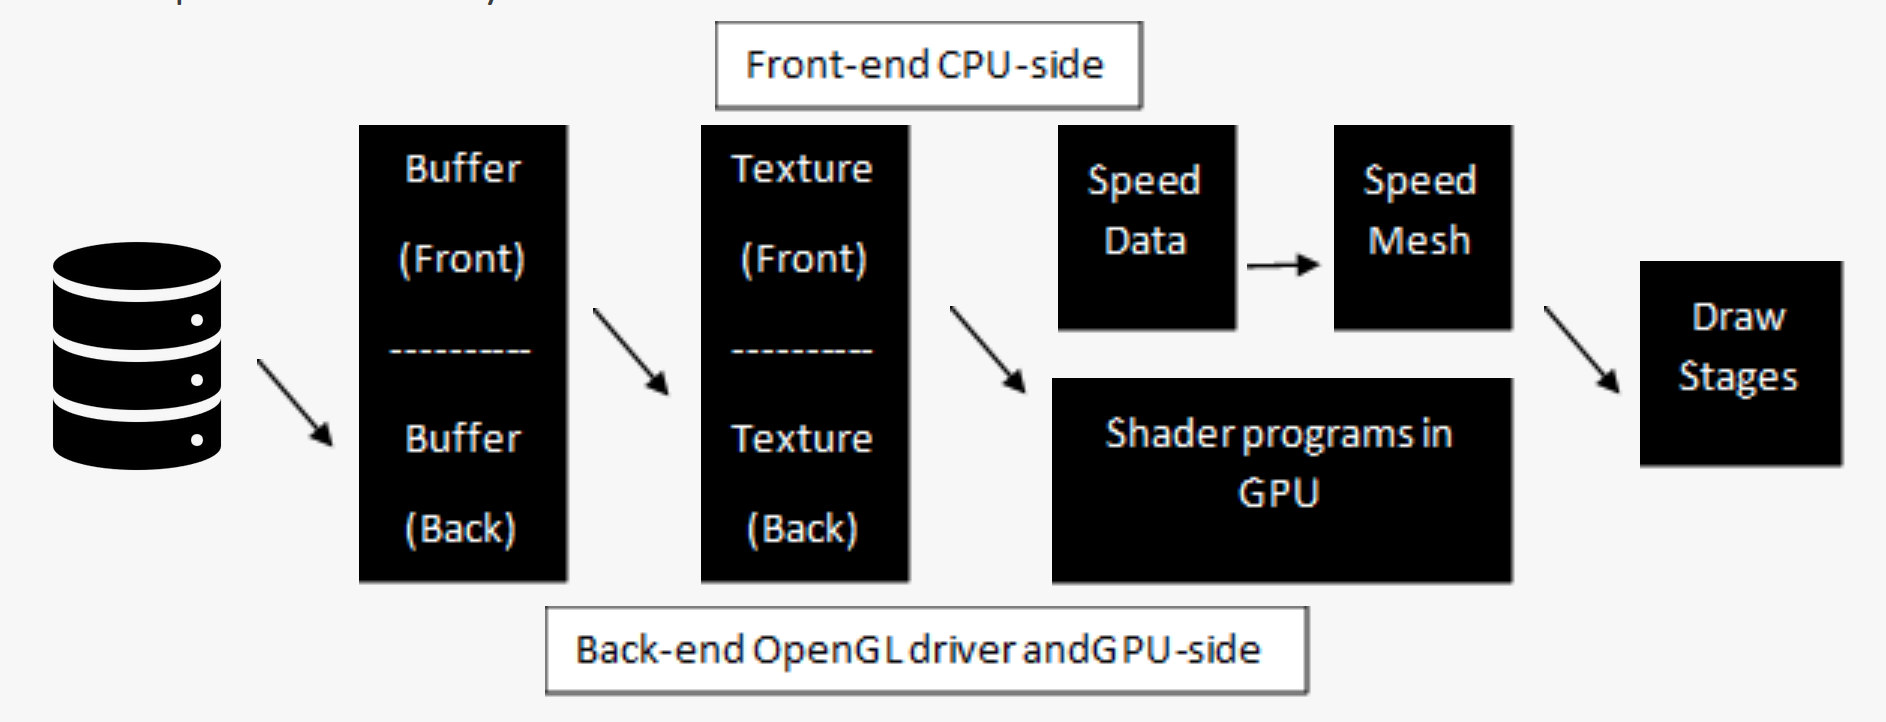 Front-end CPU-side
Buffer
(Front)
----------
Buffer
(Back)
Texture
(Front)
----------
Texture
(Back)
Speed
Data
Speed
Mesh
Shader programs in
GPU
Draw
Stages
Back-end OpenGL driver andGPU-side